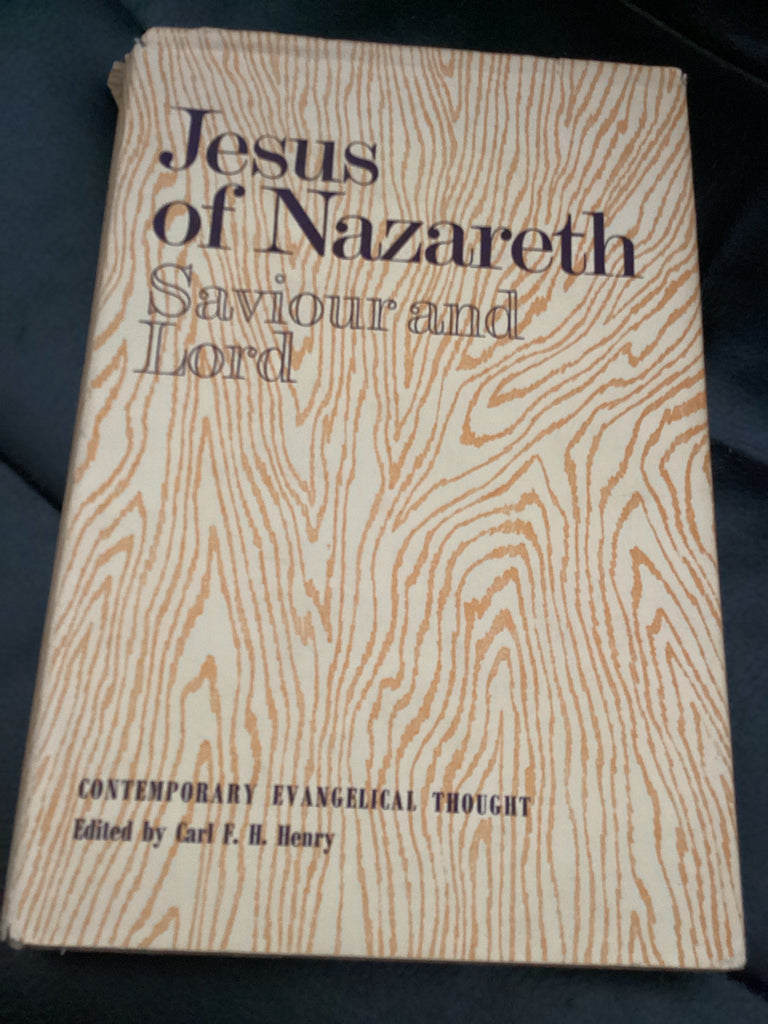 Jesus
of Nazareth
Saviour and
Lord
CONTEMPORARY EVANGELICAL THOUGHT
Edited by Carl F. H. Henry